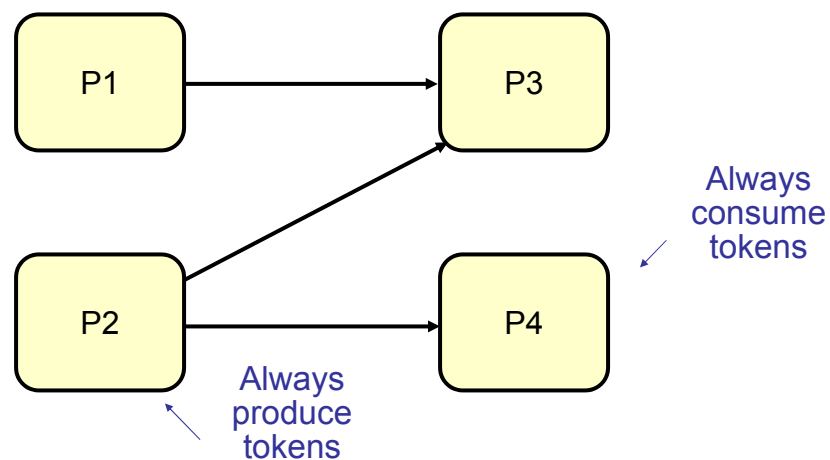 P1
P3
Always
consume
tokens
P2
P4
Always
produce
tokens